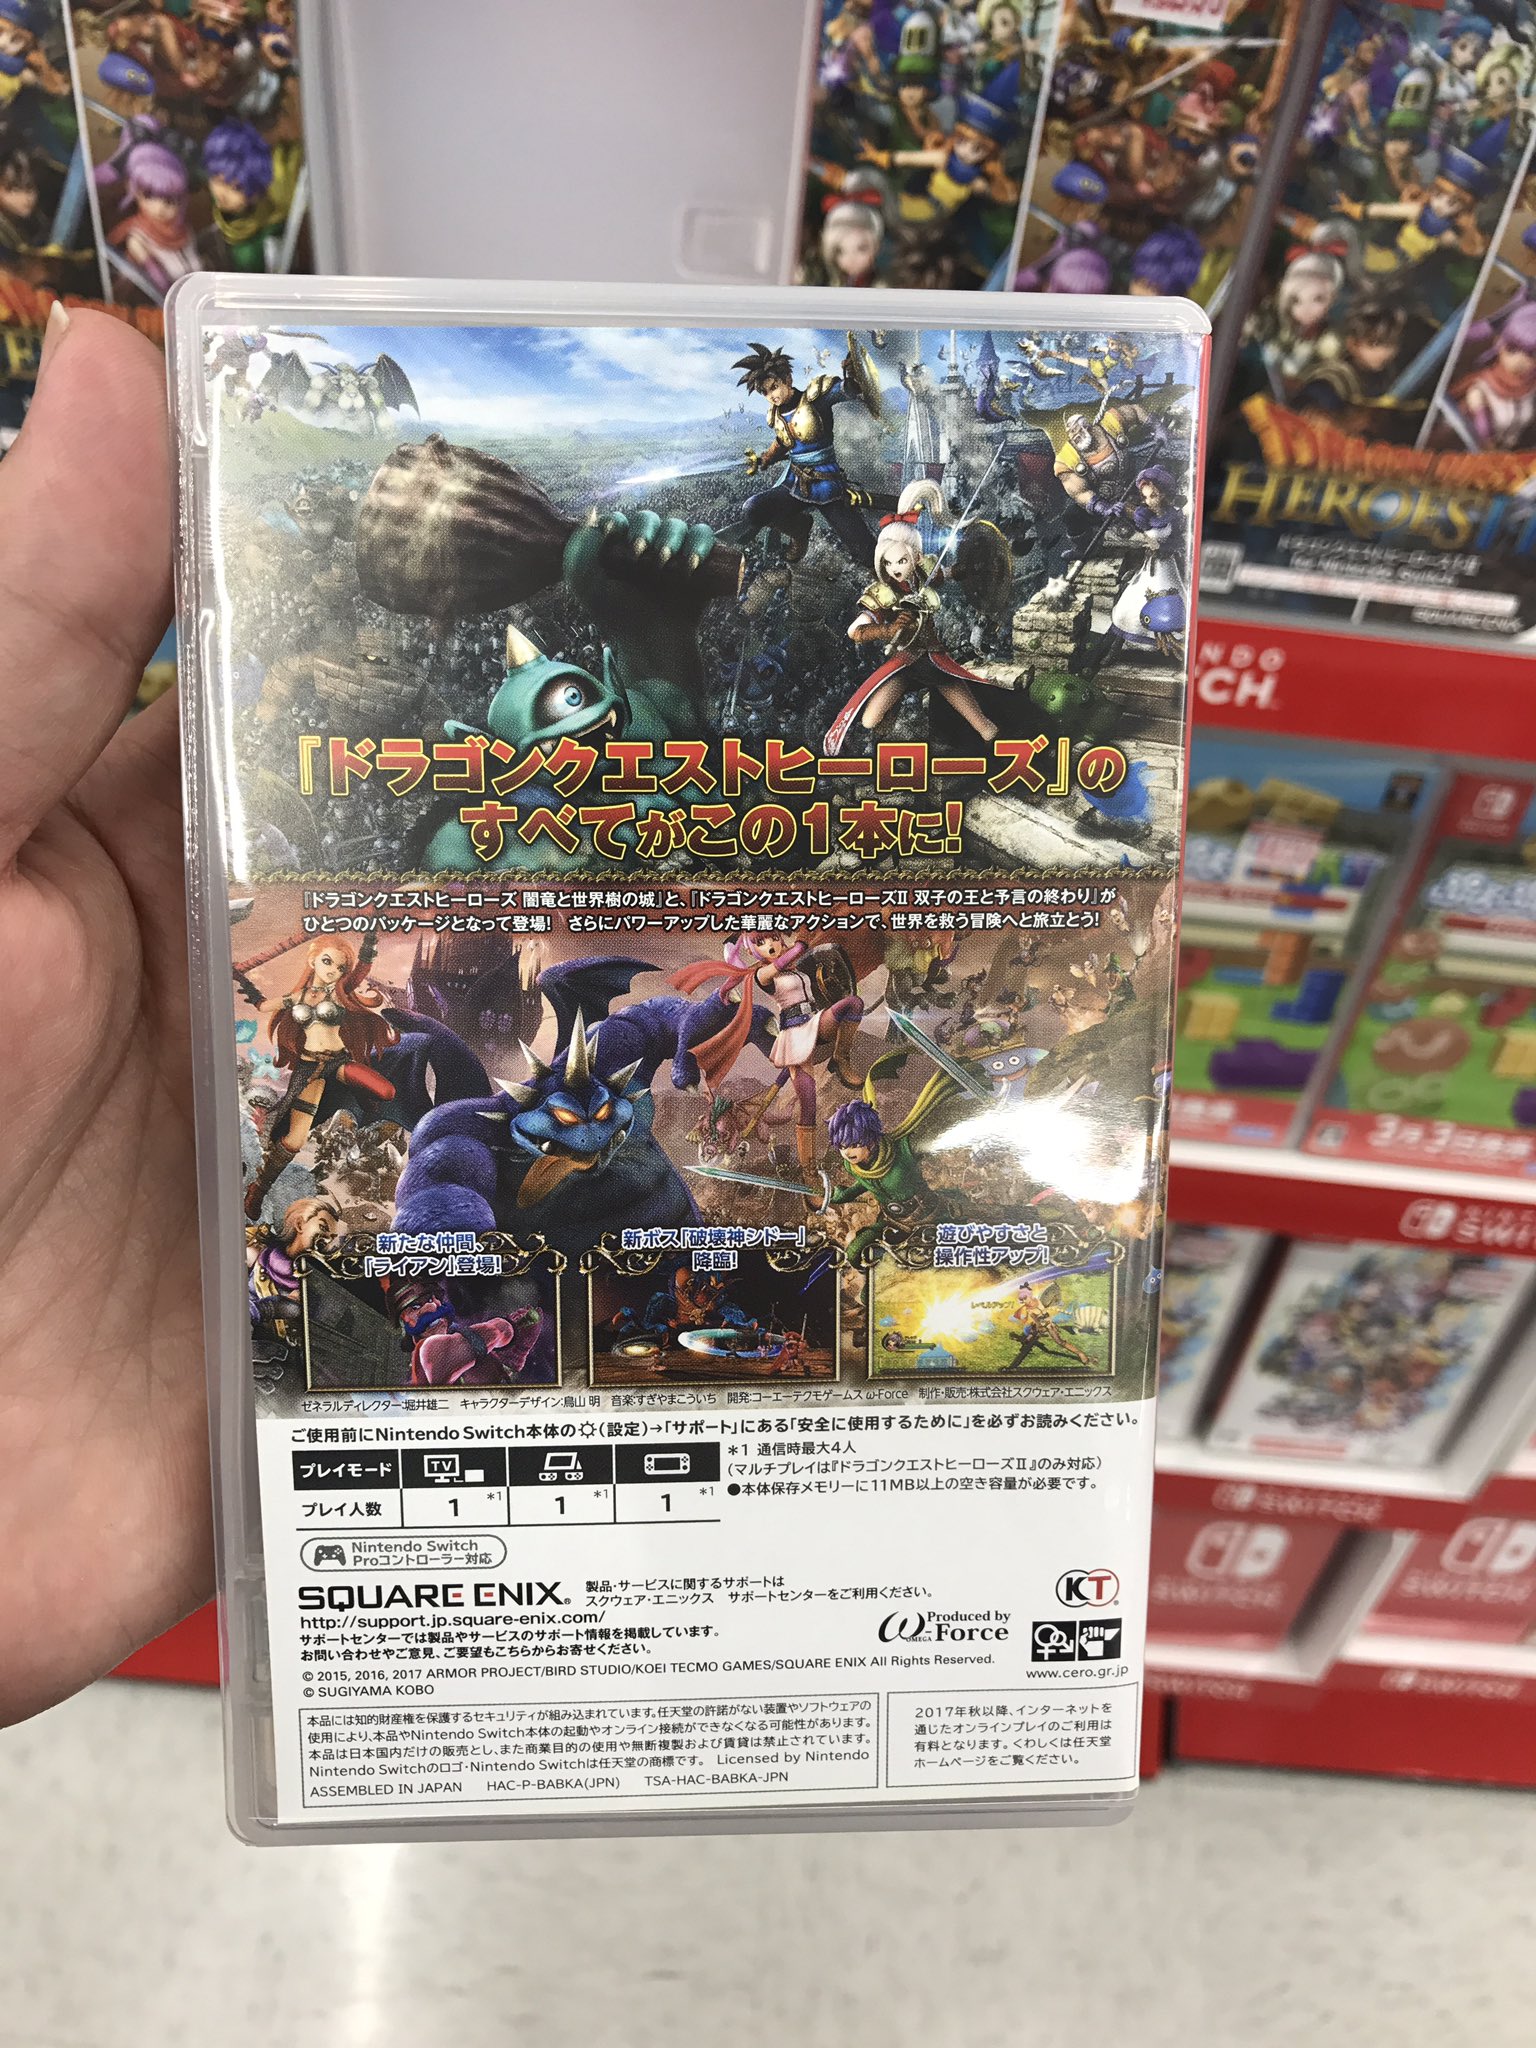 『ドラゴンクエストヒーローズ』の
すべてがこの1本に!
『ドラゴンクエストヒーローズ 闇竜と世界樹の城』と、『ドラゴンクエストヒーローズⅡ 双子の王と予言の終わり』が
ひとつのパッケージとなって登場! さらにパワーアップした華麗なアクションで、世界を救う冒険へと旅立とう!
新たな仲間、
「ライアン」登場!
新ボス「破壊神シドー」
降臨!
遊びやすさと
操作性アップ!
レベルアップ!
ゼネラルディレクター:堀井雄二 キャラクターデザイン:鳥山 明 音楽:すぎやまこういち 開発:コーエーテクモゲームス ω-Force 制作・販売:株式会社スクウェア・エニックス
ご使用前にNintendo Switch本体の(設定)→「サポート」にある「安全に使用するために」を必ずお読みください。
プレイモード TV
プレイ人数 1 *1 1 *1 1 *1
*1 通信時最大4人
(マルチプレイは『ドラゴンクエストヒーローズⅡ』のみ対応)
●本体保存メモリーに11MB以上の空き容量が必要です。
Nintendo Switch
Proコントローラー対応
SQUARE ENIX®
製品・サービスに関するサポートは
スクウェア・エニックス サポートセンターをご利用ください。
http://support.jp.square-enix.com/
サポートセンターでは製品やサービスのサポート情報を掲載しています。
お問い合わせやご意見、ご要望もこちらからお寄せください。
KT®
ω-Force OMEGA Produced by
www.cero.gr.jp
© 2015, 2016, 2017 ARMOR PROJECT/BIRD STUDIO/KOEI TECMO GAMES/SQUARE ENIX All Rights Reserved.
© SUGIYAMA KOBO
本品には知的財産権を保護するセキュリティが組み込まれています。任天堂の許諾がない装置やソフトウェアの
使用により、本品やNintendo Switch本体の起動やオンライン接続ができなくなる可能性があります。
本品は日本国内だけの販売とし、また商業目的の使用や無断複製および賃貸は禁止されています。
Nintendo Switchのロゴ・Nintendo Switchは任天堂の商標です。 Licensed by Nintendo
ASSEMBLED IN JAPAN HAC-P-BABKA(JPN) TSA-HAC-BABKA-JPN
2017年秋以降、インターネットを
通じたオンラインプレイのご利用は
有料となります。くわしくは任天堂
ホームページをご覧ください。
DRAGON QUEST
HEROES
for Nintendo Switch
SQUARE ENIX
NDO
TCH
3月3日発売
SWITCH
SWITCH
SWITCH